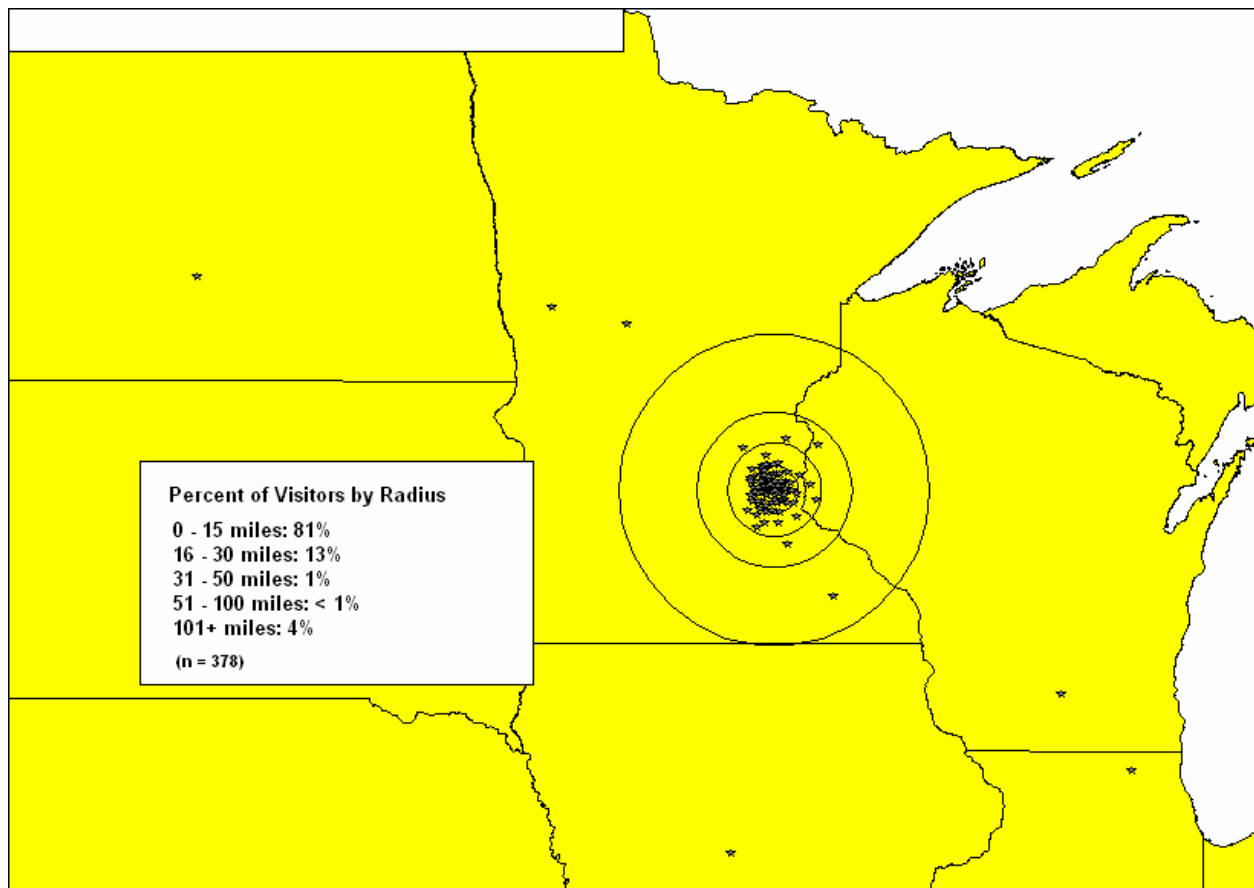 Percent of Visitors by Radius
0 - 15 miles: 81%
16 - 30 miles: 13%
31 - 50 miles: 1%
51 - 100 miles: < 1%
101+ miles: 4%
(n = 378)